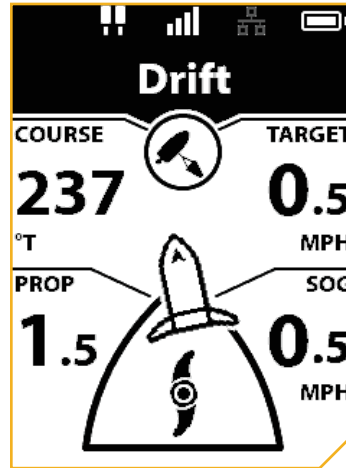 Drift
COURSE
237
°T
TARGET
0.5
MPH
PROP
1.5
SOG
0.5
MPH